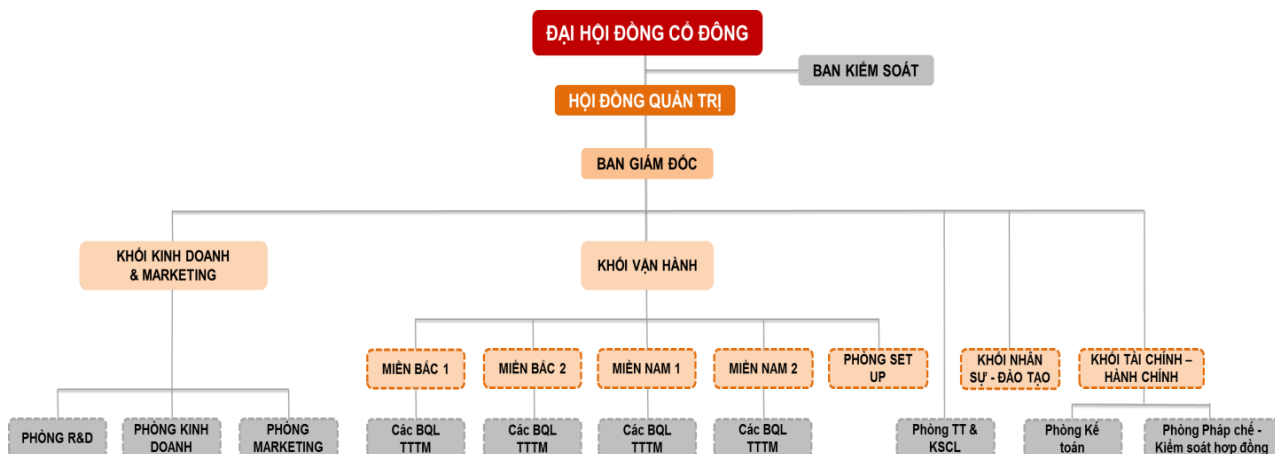 ĐẠI HỘI ĐỒNG CỔ ĐÔNG
BAN KIỂM SOÁT
HỘI ĐỒNG QUẢN TRỊ
BAN GIÁM ĐỐC
KHỐI KINH DOANH
& MARKETING
KHỐI VẬN HÀNH
MIỀN BẮC 1
MIỀN BẮC 2
MIỀN NAM 1
MIỀN NAM 2
PHÒNG SET
UP
KHỐI NHÂN
SỰ - ĐÀO TẠO
KHỐI TÀI CHÍNH –
HÀNH CHÍNH
PHÒNG R&D
PHÒNG KINH
DOANH
PHÒNG
MARKETING
Các BQL
TTTM
Các BQL
TTTM
Các BQL
TTTM
Các BQL
TTTM
Phòng TT &
KSCL
Phòng Kế
toán
Phòng Pháp chế -
Kiểm soát hợp đồng